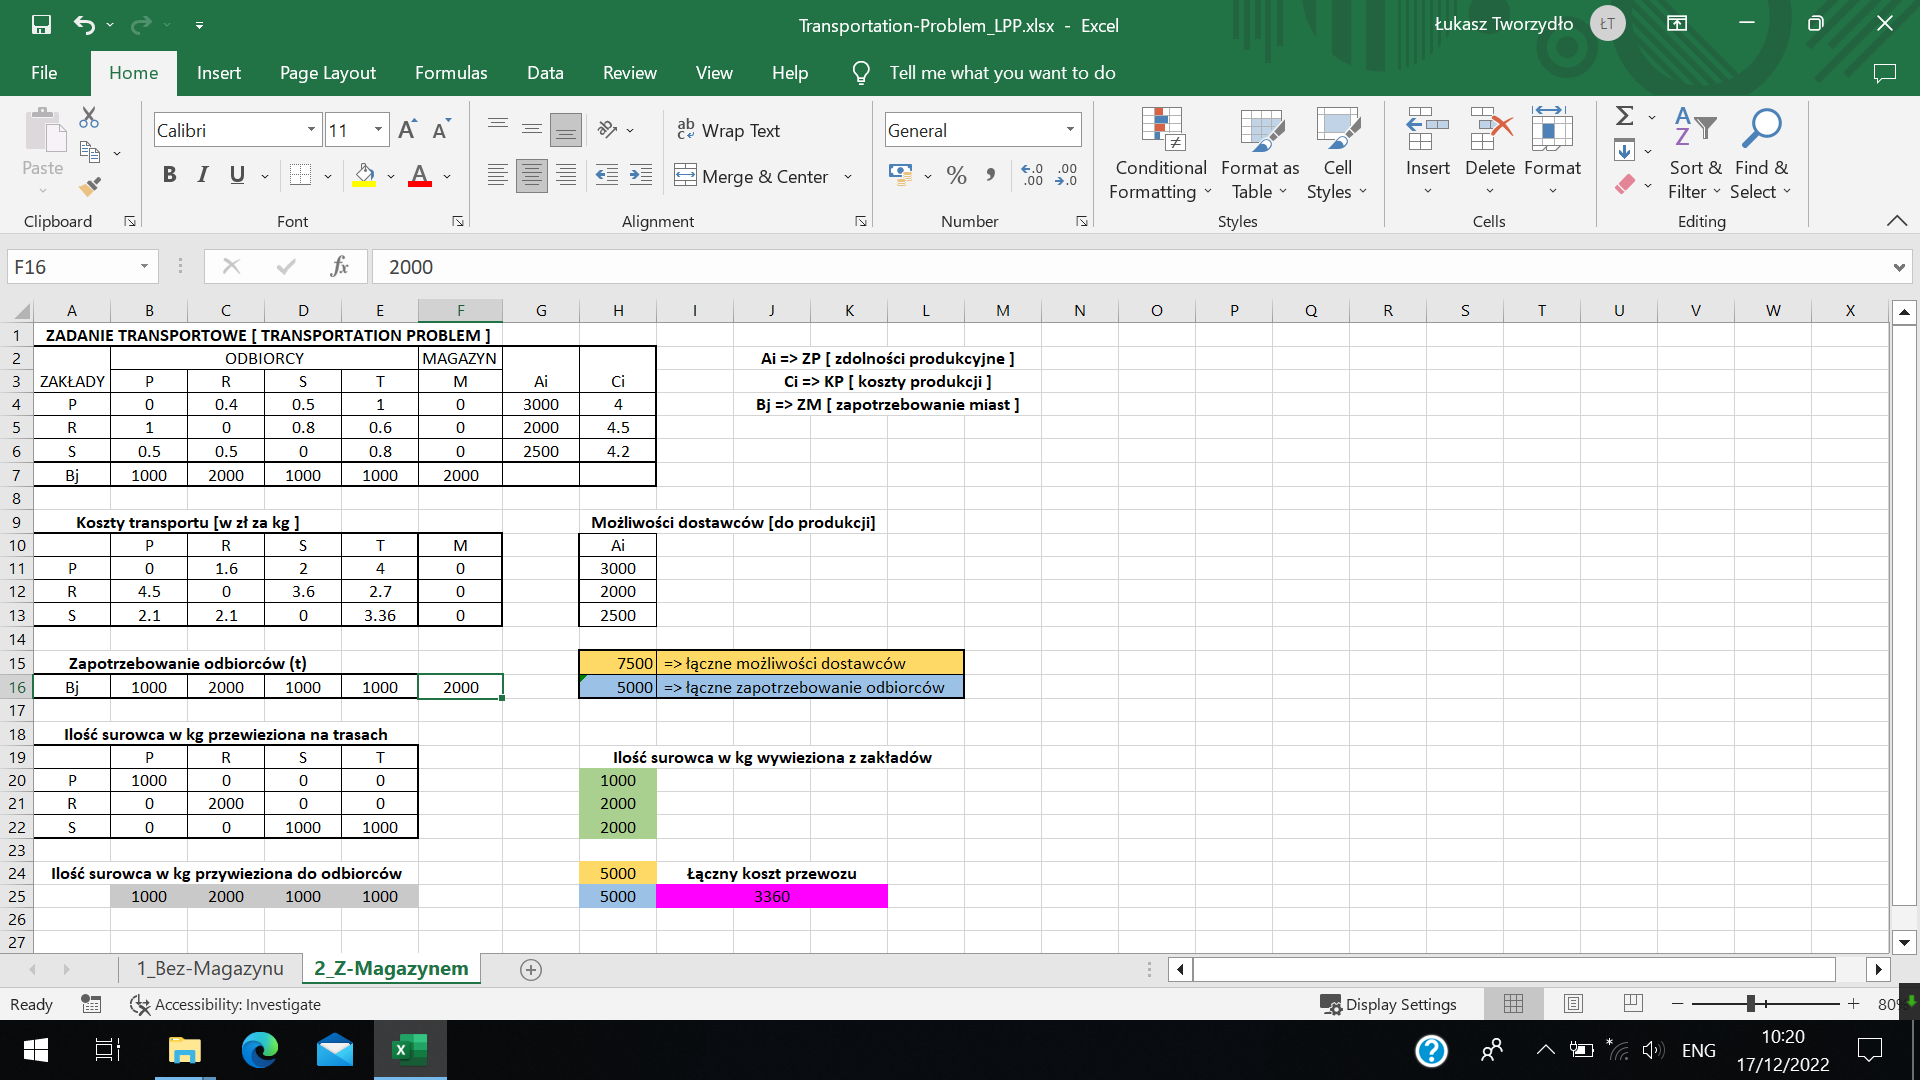 Transportation-Problem_LPP.xlsx - Excel
Łukasz Tworzydło ŁT
File Home Insert Page Layout Formulas Data Review View Help Tell me what you want to do
Paste
Clipboard
Calibri 11
B I U A
Font
ab Wrap Text
Merge & Center
Alignment
General
% , .00
Number
Conditional Formatting
Format as Table
Cell Styles
Styles
Insert Delete Format
Cells
Sort & Filter
Find & Select
Editing
F16 fx 2000
A B C D E F G H I J K L M N O P Q R S T U V W X
1 ZADANIE TRANSPORTOWE [ TRANSPORTATION PROBLEM ]
2 ODBIORCY MAGAZYN Ai => ZP [ zdolności produkcyjne ]
3 ZAKŁADY P R S T M Ai Ci Ci => KP [ koszty produkcji ]
4 P 0 0.4 0.5 1 0 3000 4 Bj => ZM [ zapotrzebowanie miast ]
5 R 1 0 0.8 0.6 0 2000 4.5
6 S 0.5 0.5 0 0.8 0 2500 4.2
7 Bj 1000 2000 1000 1000 2000
8
9 Koszty transportu [w zł za kg ] Możliwości dostawców [do produkcji]
10 P R S T M Ai
11 P 0 1.6 2 4 0 3000
12 R 4.5 0 3.6 2.7 0 2000
13 S 2.1 2.1 0 3.36 0 2500
14
15 Zapotrzebowanie odbiorców (t) 7500 => łączne możliwości dostawców
16 Bj 1000 2000 1000 1000 2000 5000 => łączne zapotrzebowanie odbiorców
17
18 Ilość surowca w kg przewieziona na trasach
19 P R S T Ilość surowca w kg wywieziona z zakładów
20 P 1000 0 0 0 1000
21 R 0 2000 0 0 2000
22 S 0 0 1000 1000 2000
23
24 Ilość surowca w kg przywieziona do odbiorców 5000 Łączny koszt przewozu
25 1000 2000 1000 1000 5000 3360
26
27
1_Bez-Magazynu 2_Z-Magazynem
Ready Accessibility: Investigate Display Settings
ENG 10:20
17/12/2022